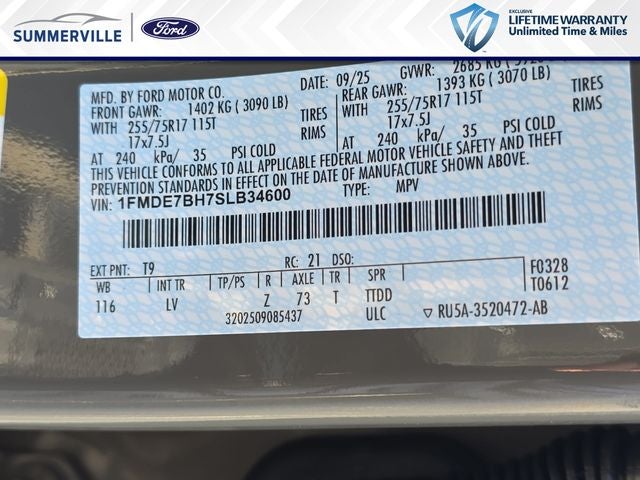 SUMMERVILLE
Ford
EXCLUSIVE
LIFETIME WARRANTY
Unlimited Time & Miles
MFD. BY FORD MOTOR CO.
DATE: 09/25
GVWR: 2685 KG
FRONT GAWR: 1402 KG ( 3090 LB)
REAR GAWR: 1393 KG ( 3070 LB)
WITH 255/75R17 115T TIRES
WITH 255/75R17 115T TIRES
17x7.5J RIMS
17x7.5J RIMS
AT 240 kPa/ 35 PSI COLD
AT 240 kPa/ 35 PSI COLD
THIS VEHICLE CONFORMS TO ALL APPLICABLE FEDERAL MOTOR VEHICLE SAFETY AND THEFT
PREVENTION STANDARDS IN EFFECT ON THE DATE OF MANUFACTURE SHOWN ABOVE.
VIN: 1FMDE7BH7SLB34600
TYPE: MPV
EXT PNT: T9 RC: 21 DSO:
WB INT TR TP/PS R AXLE TR SPR
F0328
116 LV Z 73 T TTDD
T0612
3202509085437 ULC
RU5A-3520472-AB